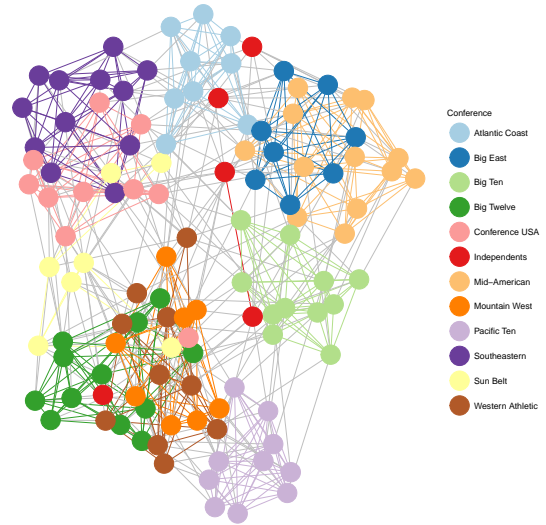 Conference
Atlantic Coast
Big East
Big Ten
Big Twelve
Conference USA
Independents
Mid−American
Mountain West
Pacific Ten
Southeastern
Sun Belt
Western Athletic